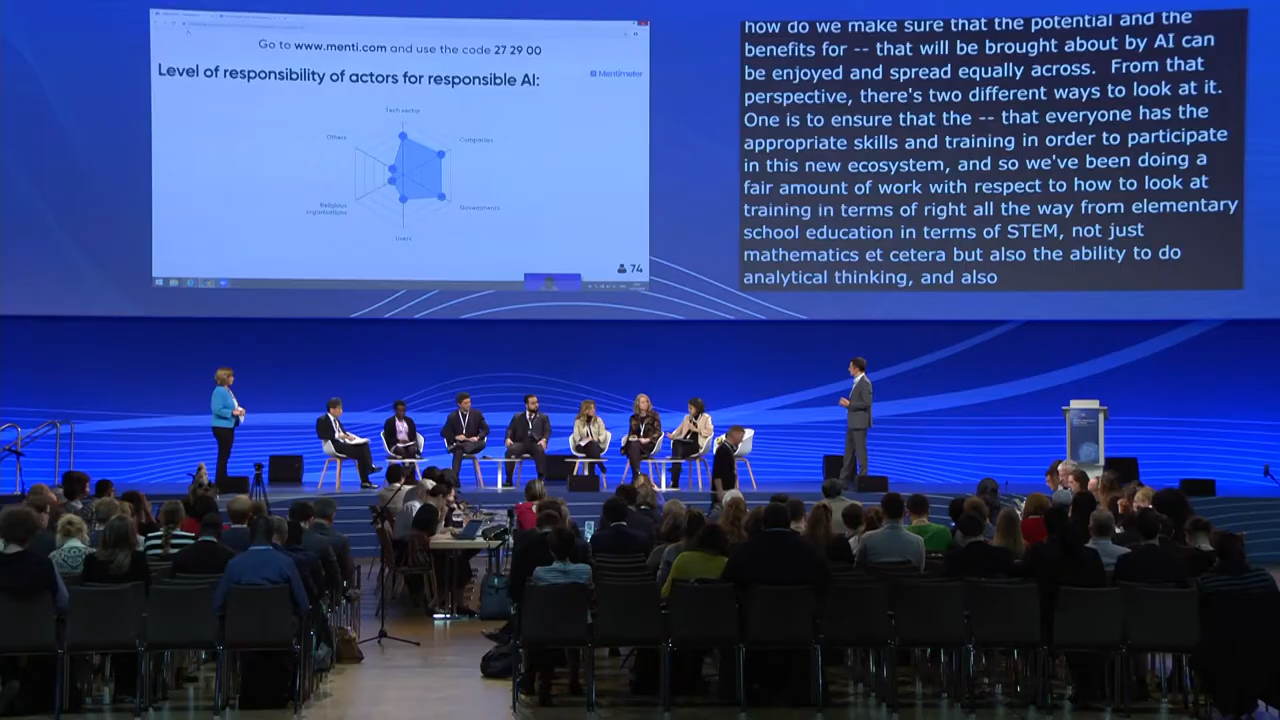 Go to www.menti.com and use the code 27 29 00
Level of responsibility of actors for responsible AI:
Mentimeter
Tech sector
Others
Companies
Religious
organisations
Governments
Users
74
how do we make sure that the potential and the
benefits for -- that will be brought about by AI can
be enjoyed and spread equally across. From that
perspective, there's two different ways to look at it.
One is to ensure that the -- that everyone has the
appropriate skills and training in order to participate
in this new ecosystem, and so we've been doing a
fair amount of work with respect to how to look at
training in terms of right all the way from elementary
school education in terms of STEM, not just
mathematics et cetera but also the ability to do
analytical thinking, and also